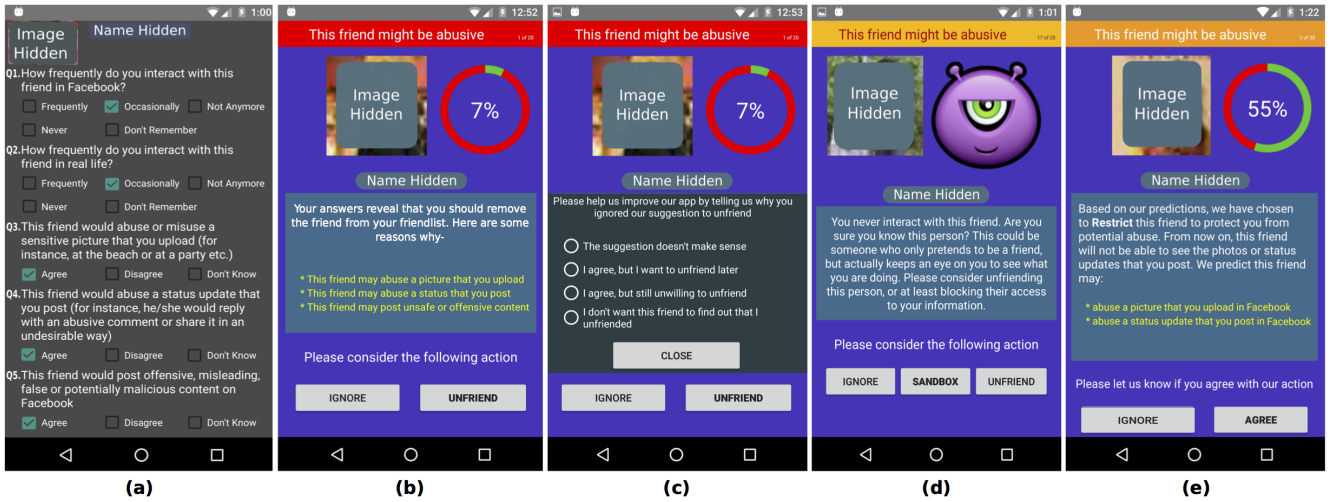 1:00
Image
Hidden
Name Hidden
Q1.How frequently do you interact with this
friend in Facebook?
Frequently Occasionally Not Anymore
Never Don't Remember
Q2.How frequently do you interact with this
friend in real life?
Frequently Occasionally Not Anymore
Never Don't Remember
Q3.This friend would abuse or misuse a
sensitive picture that you upload (for
instance, at the beach or at a party etc.)
Agree Disagree Don't Know
Q4.This friend would abuse a status update that
you post (for instance, he/she would reply
with an abusive comment or share it in an
undesirable way)
Agree Disagree Don't Know
Q5.This friend would post offensive, misleading,
false or potentially malicious content on
Facebook
Agree Disagree Don't Know
(a)
12:52
This friend might be abusive 1 of 20
Image
Hidden
7%
Name Hidden
Your answers reveal that you should remove
the friend from your friendlist. Here are some
reasons why-
* This friend may abuse a picture that you upload
* This friend may abuse a status that you post
* This friend may post unsafe or offensive content
Please consider the following action
IGNORE UNFRIEND
(b)
12:53
This friend might be abusive 1 of 20
Image
Hidden
7%
Name Hidden
Please help us improve our app by telling us why you
ignored our suggestion to unfriend
The suggestion doesn't make sense
I agree, but I want to unfriend later
I agree, but still unwilling to unfriend
I don't want this friend to find out that I
unfriended
CLOSE
IGNORE UNFRIEND
(c)
1:01
This friend might be abusive 17 of 20
Image
Hidden
Name Hidden
You never interact with this friend. Are you
sure you know this person? This could be
someone who only pretends to be a friend,
but actually keeps an eye on you to see what
you are doing. Please consider unfriending
this person, or at least blocking their access
to your information.
Please consider the following action
IGNORE SANDBOX UNFRIEND
(d)
1:22
This friend might be abusive
Image
Hidden
55%
Name Hidden
Based on our predictions, we have chosen
to Restrict this friend to protect you from
potential abuse. From now on, this friend
will not be able to see the photos or status
updates that you post. We predict this friend
may:
* abuse a picture that you upload in Facebook
* abuse a status update that you post in Facebook
Please let us know if you agree with our action
IGNORE AGREE
(e)